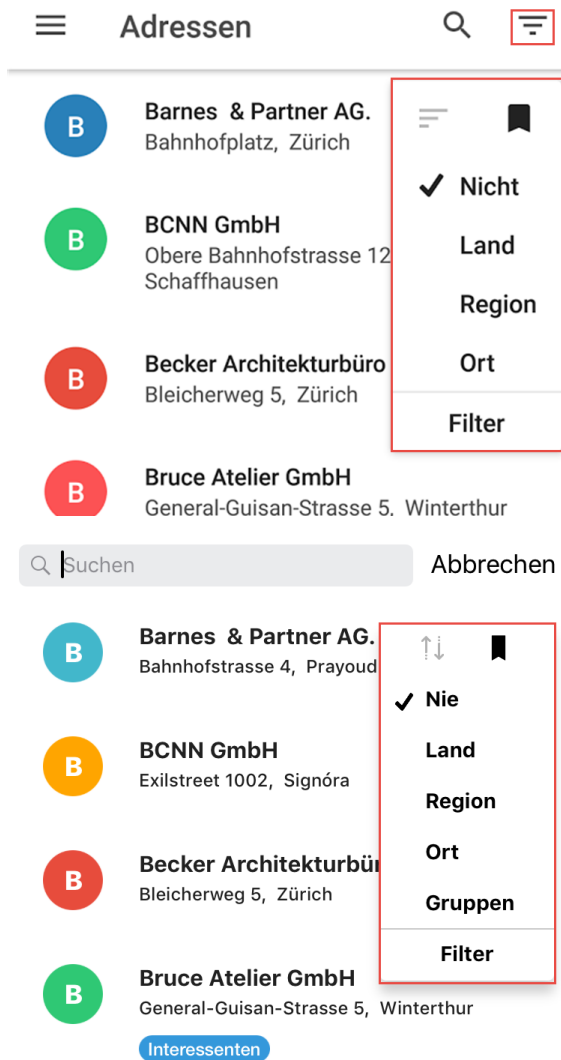 Adressen
B
Barnes & Partner AG.
Bahnhofplatz, Zürich
Nicht
B
BCNN GmbH
Obere Bahnhofstrasse 12
Schaffhausen
Land
Region
B
Becker Architekturbüro
Bleicherweg 5, Zürich
Ort
Filter
B
Bruce Atelier GmbH
General-Guisan-Strasse 5. Winterthur
Suchen
Abbrechen
B
Barnes & Partner AG.
Bahnhofstrasse 4, Prayoud
Nie
B
BCNN GmbH
Exilstreet 1002, Signóra
Land
Region
B
Becker Architekturbür
Bleicherweg 5, Zürich
Ort
Gruppen
Filter
B
Bruce Atelier GmbH
General-Guisan-Strasse 5, Winterthur
Interessenten